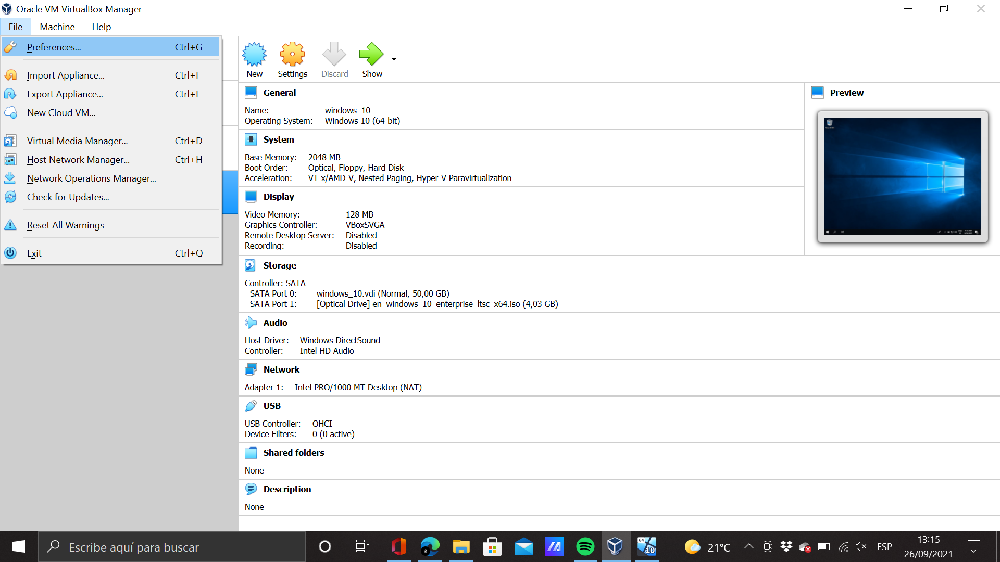 Oracle VM VirtualBox Manager
File Machine Help
Preferences... Ctrl+G
Import Appliance... Ctrl+I
Export Appliance... Ctrl+E
New Cloud VM...
Virtual Media Manager... Ctrl+D
Host Network Manager... Ctrl+H
Network Operations Manager...
Check for Updates...
Reset All Warnings
Exit Ctrl+Q
New Settings Discard Show
General
Name: windows_10
Operating System: Windows 10 (64-bit)
System
Base Memory: 2048 MB
Boot Order: Optical, Floppy, Hard Disk
Acceleration: VT-x/AMD-V, Nested Paging, Hyper-V Paravirtualization
Display
Video Memory: 128 MB
Graphics Controller: VBoxSVGA
Remote Desktop Server: Disabled
Recording: Disabled
Preview
Storage
Controller: SATA
SATA Port 0: windows_10.vdi (Normal, 50,00 GB)
SATA Port 1: [Optical Drive] en_windows_10_enterprise_ltsc_x64.iso (4,03 GB)
Audio
Host Driver: Windows DirectSound
Controller: Intel HD Audio
Network
Adapter 1: Intel PRO/1000 MT Desktop (NAT)
USB
USB Controller: OHCI
Device Filters: 0 (0 active)
Shared folders
None
Description
None
Escribe aquí para buscar
64
10
21°C
ESP
13:15
26/09/2021